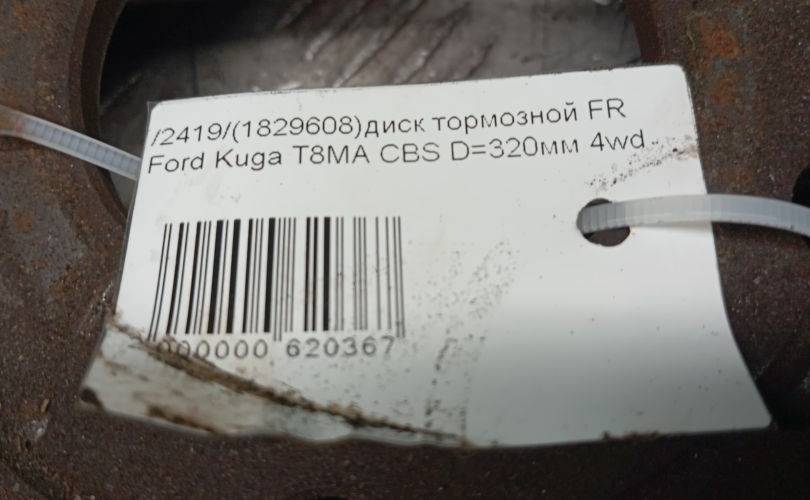 /2419/(1829608)диск тормозной FR
Ford Kuga T8MA CBS D=320мм 4wd
000000 620367